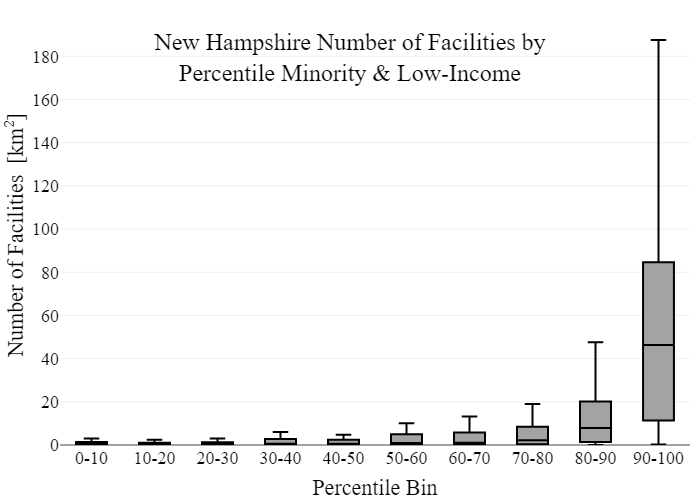 New Hampshire Number of Facilities by
Percentile Minority & Low-Income
Number of Facilities [km²]
180
160
140
120
100
80
60
40
20
0
0-10 10-20 20-30 30-40 40-50 50-60 60-70 70-80 80-90 90-100
Percentile Bin